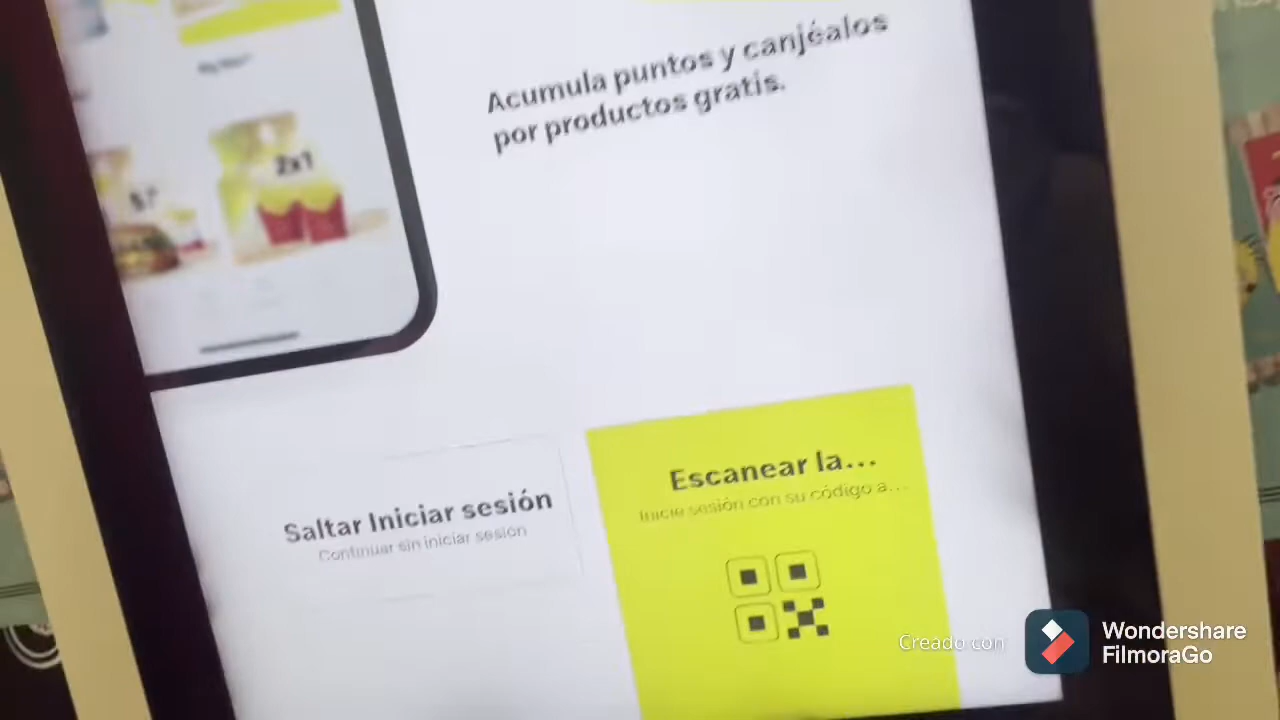 Acumula puntos y canjéalos
por productos gratis.
2x1
Saltar Iniciar sesión
Continuar sin iniciar sesión
Escanear la...
Inicie sesión con su código a...
Creado con
Wondershare
FilmoraGo